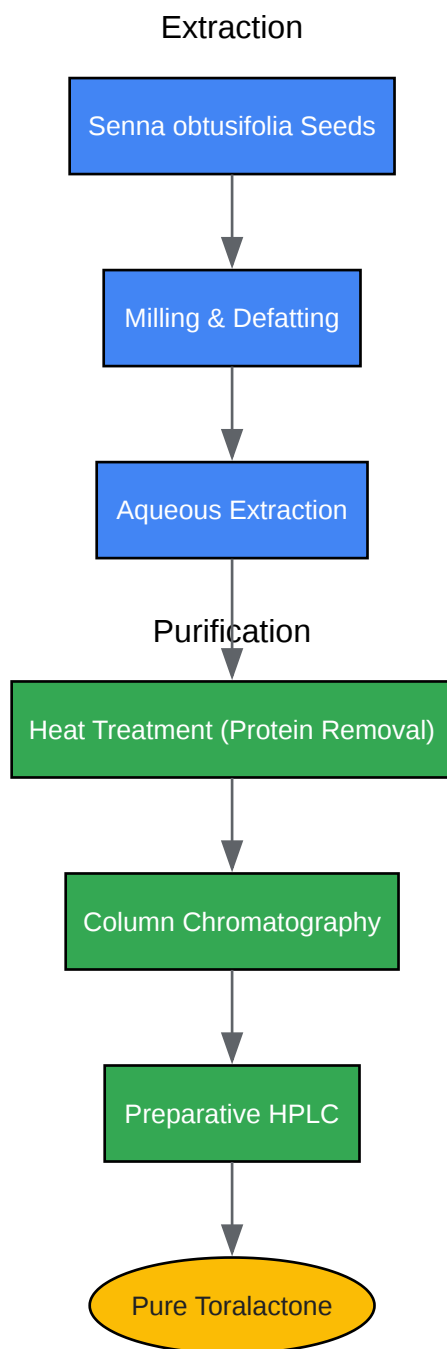 Extraction
Senna obtusifolia Seeds
Milling & Defatting
Aqueous Extraction
Purification
Heat Treatment (Protein Removal)
Column Chromatography
Preparative HPLC
Pure Toralactone